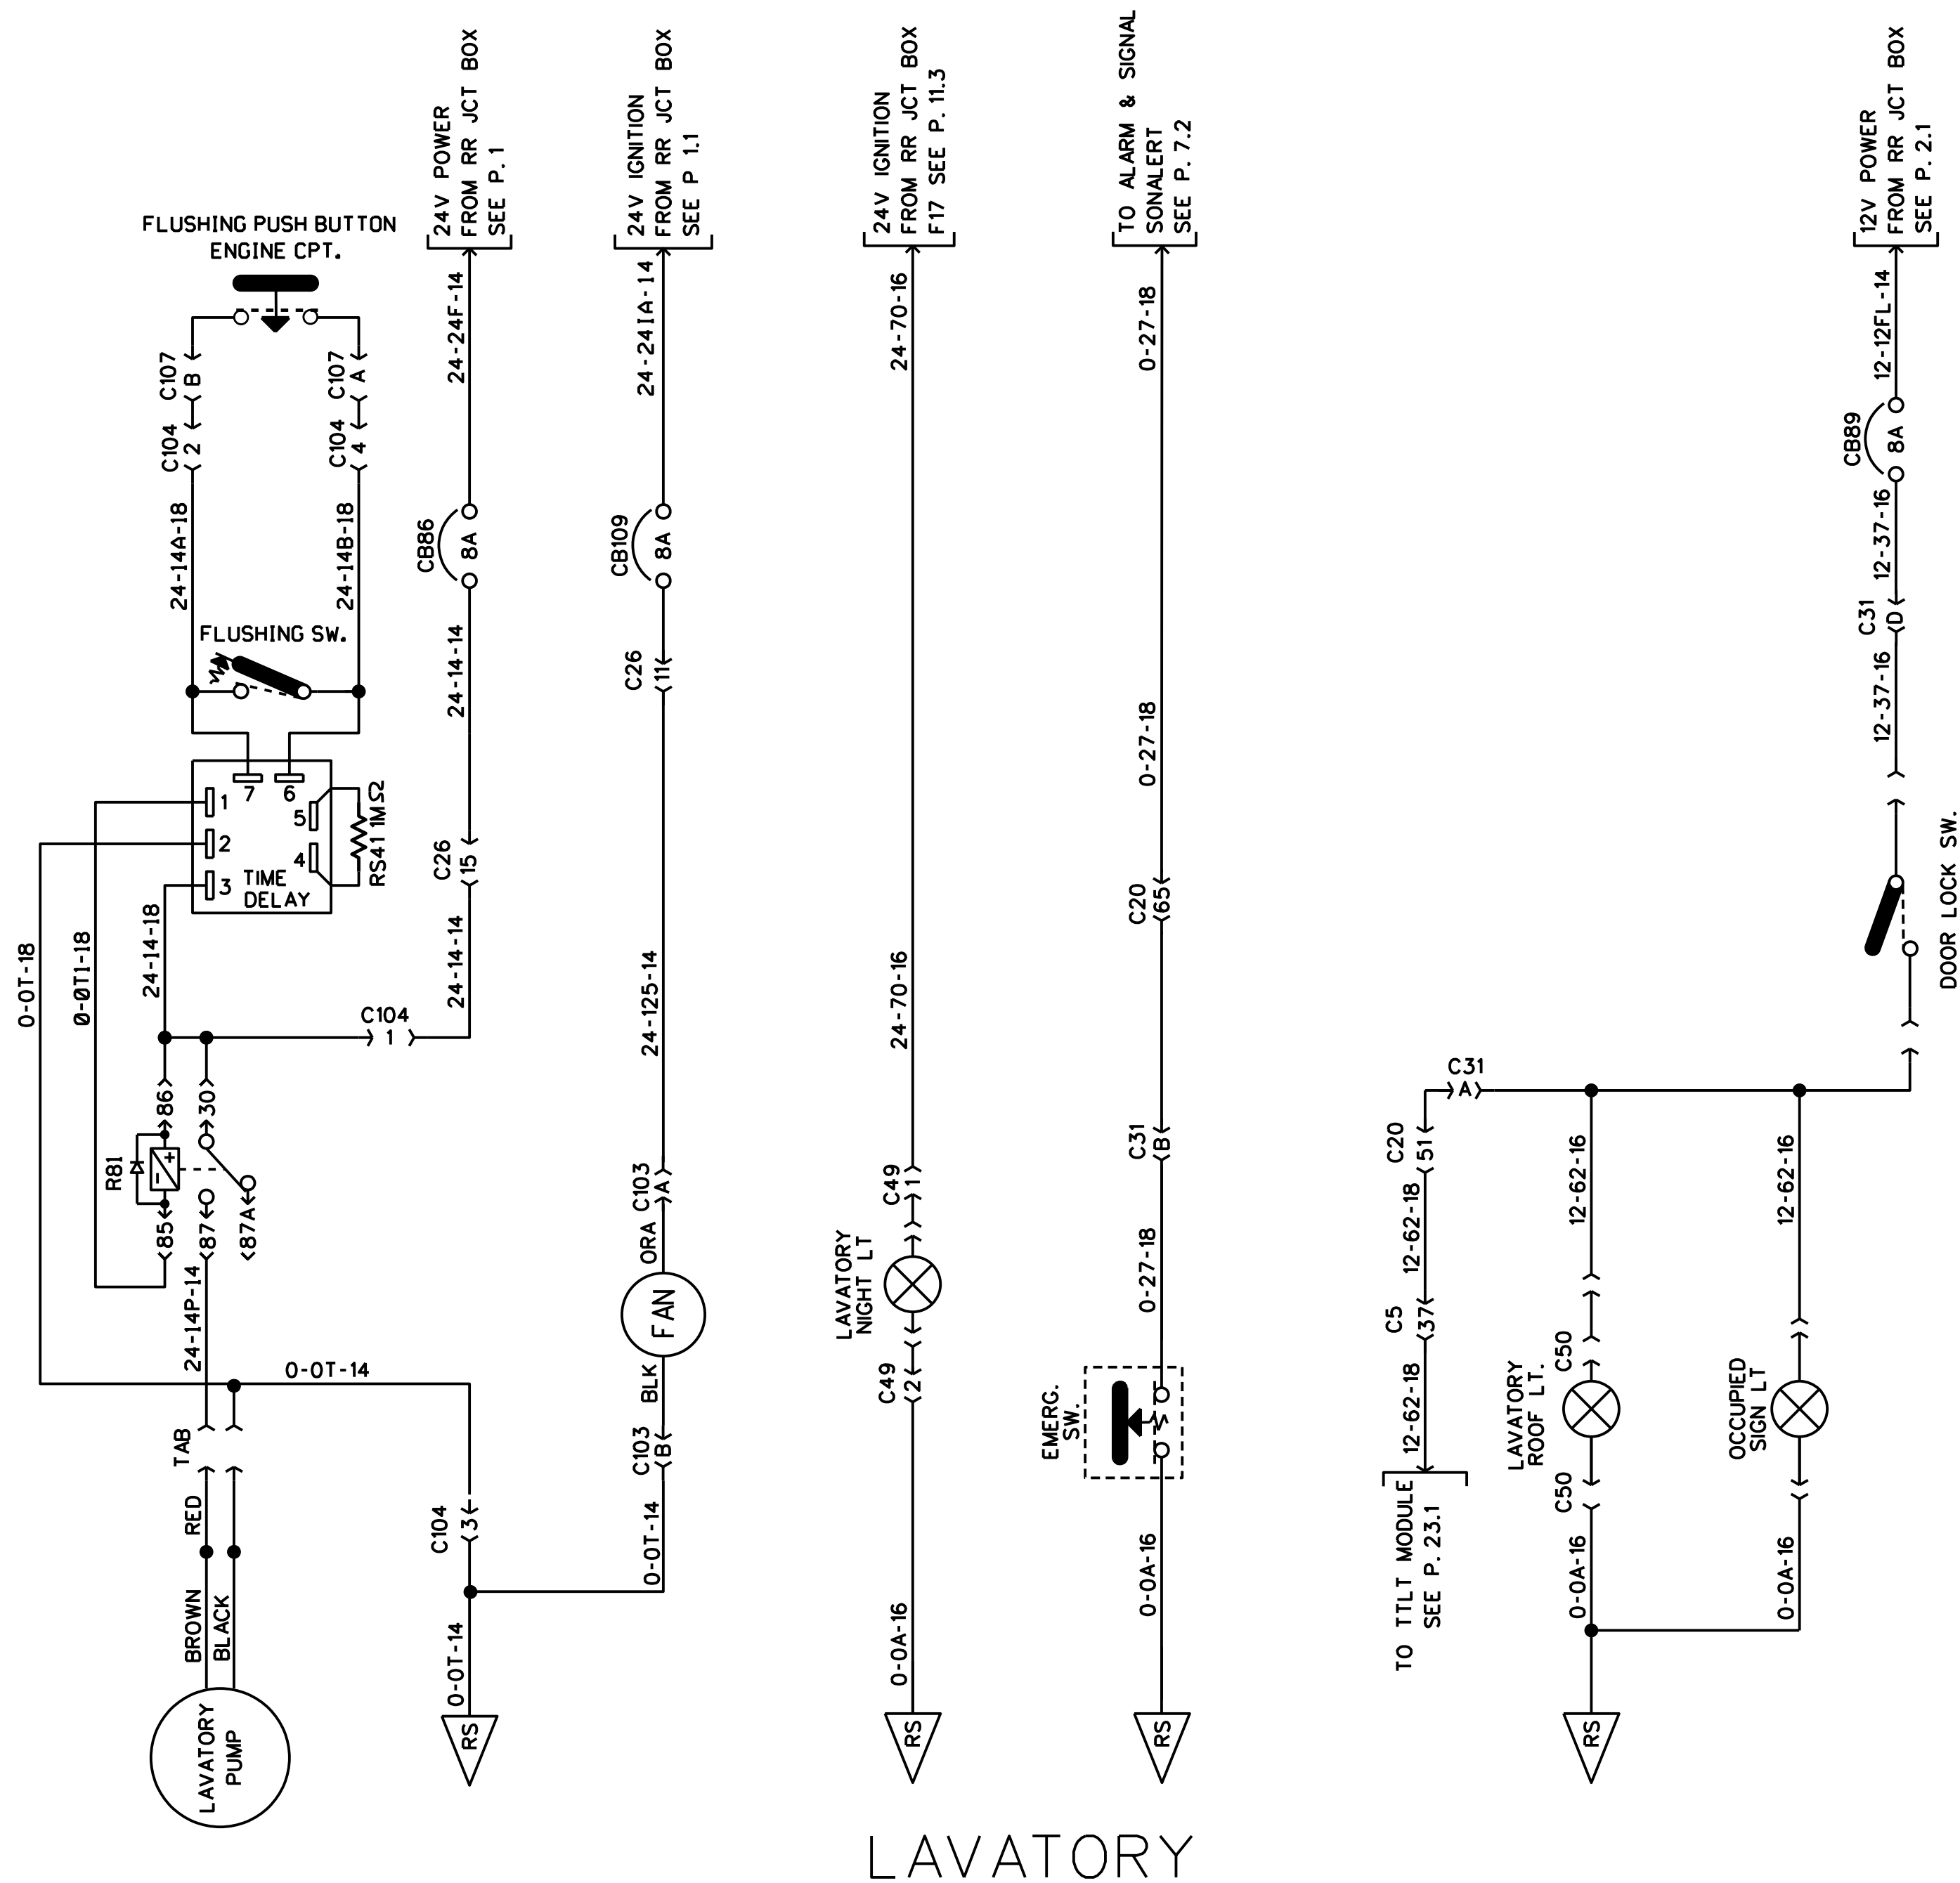 FLUSHING PUSH BUTTON
ENGINE CPT.
C107
B
C107
A
C104
2
C104
4
24-14A-18
24-14B-18
FLUSHING SW.
7
6
1
5
2
4
3
TIME
DELAY
RS41 1MΩ
0-0T-18
0-0T1-18
24-14-18
C104
1
86
30
R81
85
87
87A
24-14P-14
0-0T-14
TAB
RED
BROWN
BLACK
LAVATORY
PUMP
24V POWER
FROM RR JCT BOX
SEE P. 1
24-24F-14
CB86
8A
24-14-14
C26
15
24-14-14
C104
3
0-0T-14
RS
24V IGNITION
FROM RR JCT BOX
SEE P 1.1
24-24IA-14
CB109
8A
C26
11
24-125-14
C103
A
ORA
FAN
BLK
C103
B
0-0T-14
24V IGNITION
FROM RR JCT BOX
F17 SEE P. 11.3
24-70-16
24-70-16
C49
1
LAVATORY
NIGHT LT
C49
2
0-0A-16
RS
TO ALARM & SIGNAL
SONALERT
SEE P. 7.2
0-27-18
0-27-18
C20
65
C31
B
0-27-18
EMERG.
SW.
0-0A-16
RS
12V POWER
FROM RR JCT BOX
SEE P. 2.1
12-12FL-14
CB89
8A
12-37-16
C31
D
12-37-16
DOOR LOCK SW.
C31
A
C20
51
12-62-18
C5
37
12-62-18
TO TTLT MODULE
SEE P. 23.1
12-62-16
C50
LAVATORY
ROOF LT.
C50
0-0A-16
RS
12-62-16
OCCUPIED
SIGN LT
0-0A-16
LAVATORY